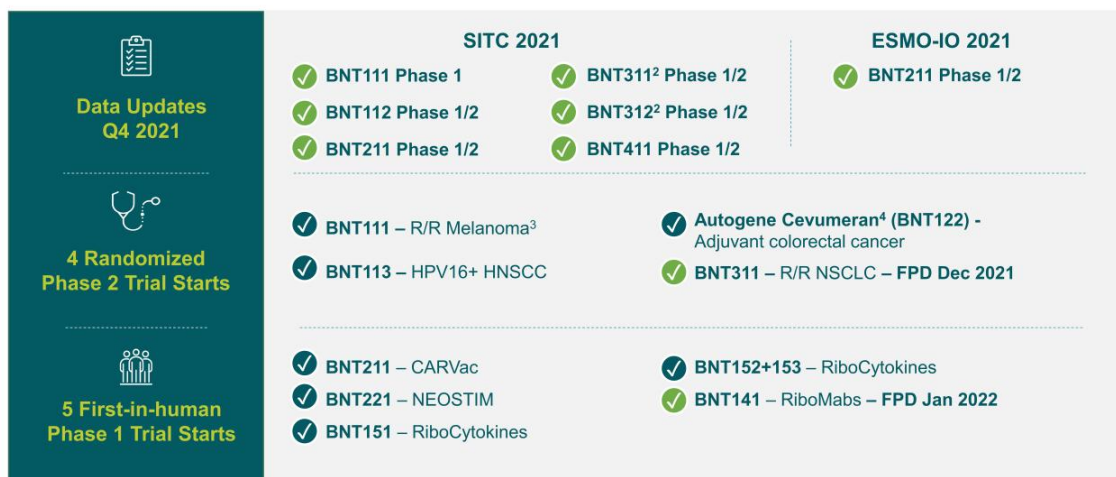 Data Updates
Q4 2021
SITC 2021
BNT111 Phase 1
BNT112 Phase 1/2
BNT211 Phase 1/2
BNT311² Phase 1/2
BNT312² Phase 1/2
BNT411 Phase 1/2
ESMO-IO 2021
BNT211 Phase 1/2
4 Randomized
Phase 2 Trial Starts
BNT111 – R/R Melanoma³
BNT113 – HPV16+ HNSCC
Autogene Cevumeran⁴ (BNT122) -
Adjuvant colorectal cancer
BNT311 – R/R NSCLC – FPD Dec 2021
5 First-in-human
Phase 1 Trial Starts
BNT211 – CARVac
BNT221 – NEOSTIM
BNT151 – RiboCytokines
BNT152+153 – RiboCytokines
BNT141 – RiboMabs – FPD Jan 2022